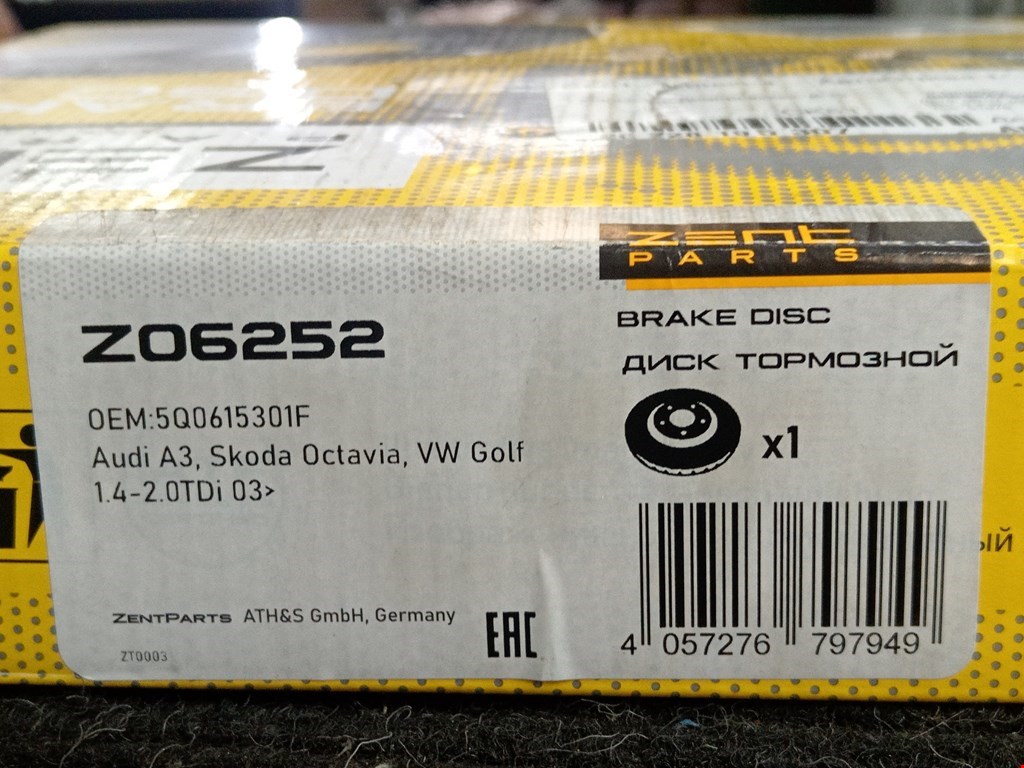 ZENT
PARTS
Z06252
BRAKE DISC
ДИСК ТОРМОЗНОЙ
OEM:5Q0615301F
Audi A3, Skoda Octavia, VW Golf
1.4-2.0TDi 03>
x1
ZENTPARTS ATH&S GmbH, Germany
EAC
ZT0003
4 057276 797949